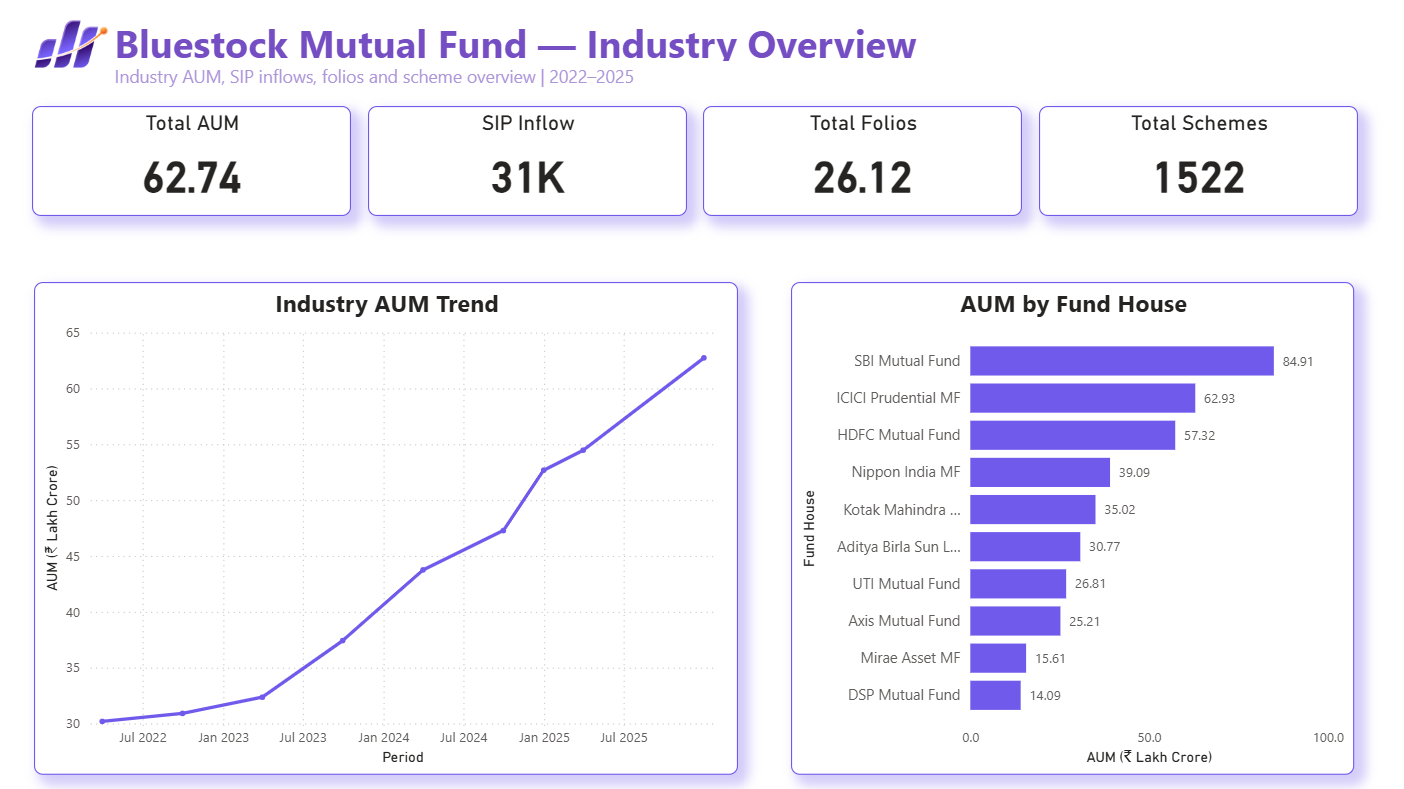 Bluestock Mutual Fund — Industry Overview
Industry AUM, SIP inflows, folios and scheme overview | 2022–2025
Total AUM
62.74
SIP Inflow
31K
Total Folios
26.12
Total Schemes
1522
Industry AUM Trend
AUM (₹ Lakh Crore)
65
60
55
50
45
40
35
30
Jul 2022 Jan 2023 Jul 2023 Jan 2024 Jul 2024 Jan 2025 Jul 2025
Period
AUM by Fund House
Fund House
SBI Mutual Fund 84.91
ICICI Prudential MF 62.93
HDFC Mutual Fund 57.32
Nippon India MF 39.09
Kotak Mahindra ... 35.02
Aditya Birla Sun L... 30.77
UTI Mutual Fund 26.81
Axis Mutual Fund 25.21
Mirae Asset MF 15.61
DSP Mutual Fund 14.09
0.0 50.0 100.0
AUM (₹ Lakh Crore)